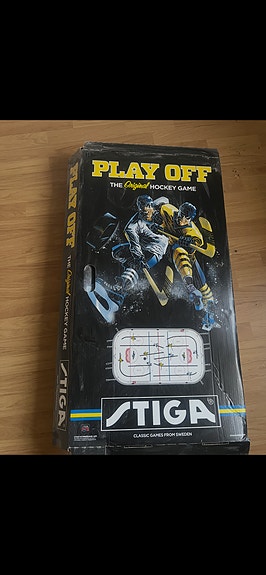 PLAY OFF
THE Original HOCKEY GAME
STIGA
CLASSIC GAMES FROM SWEDEN
PLAY OFF
THE Original HOCKEY GAME
STIGA